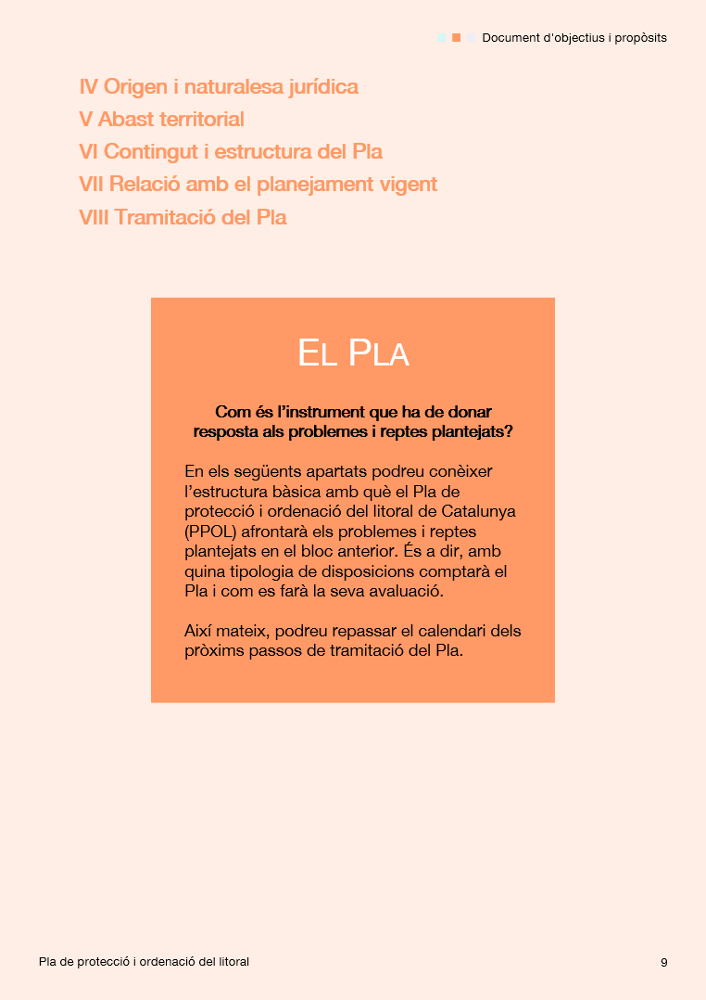 Document d'objectius i propòsits
IV Origen i naturalesa jurídica
V Abast territorial
VI Contingut i estructura del Pla
VII Relació amb el planejament vigent
VIII Tramitació del Pla
EL PLA
Com és l’instrument que ha de donar
resposta als problemes i reptes plantejats?
En els següents apartats podreu conèixer
l’estructura bàsica amb què el Pla de
protecció i ordenació del litoral de Catalunya
(PPOL) afrontarà els problemes i reptes
plantejats en el bloc anterior. És a dir, amb
quina tipologia de disposicions comptarà el
Pla i com es farà la seva avaluació.
Així mateix, podreu repassar el calendari dels
pròxims passos de tramitació del Pla.
Pla de protecció i ordenació del litoral
9